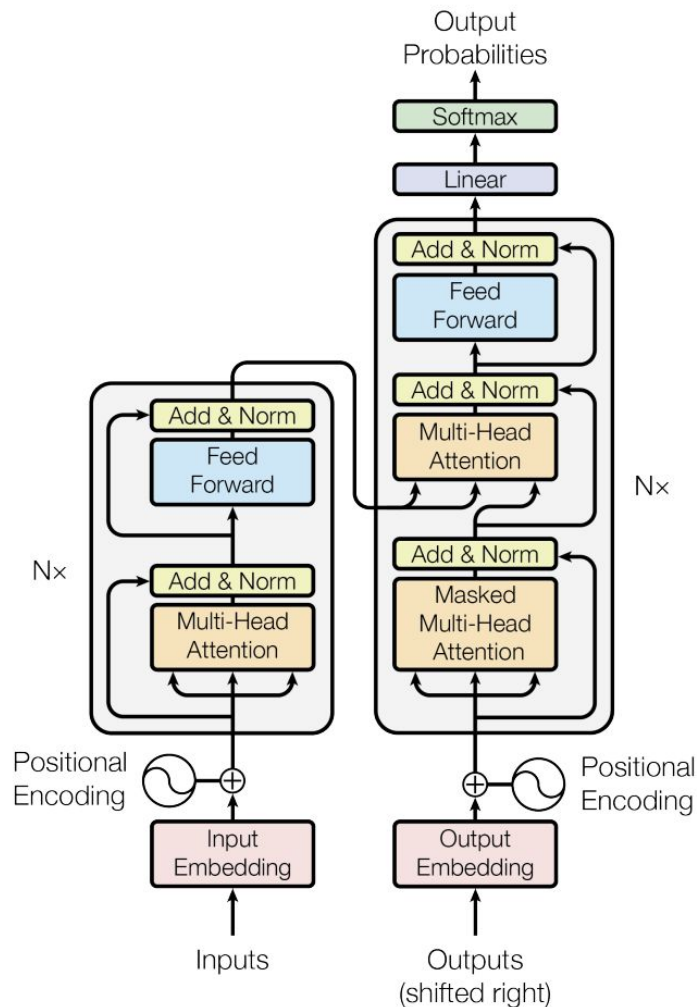 Output
Probabilities
Softmax
Linear
Add & Norm
Feed
Forward
Add & Norm
Multi-Head
Attention
Add & Norm
Masked
Multi-Head
Attention
Nx
Add & Norm
Feed
Forward
Add & Norm
Multi-Head
Attention
Nx
Positional
Encoding
Positional
Encoding
Input
Embedding
Output
Embedding
Inputs
Outputs
(shifted right)